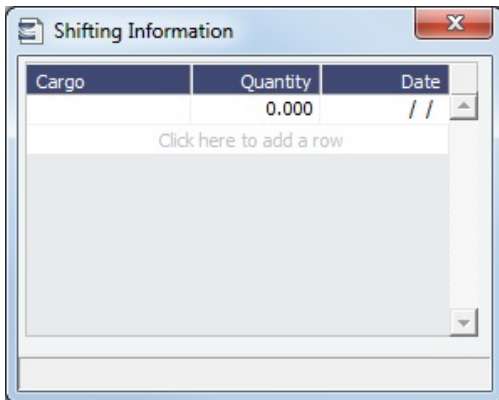 Shifting Information
Cargo Quantity Date
0.000 / /
Click here to add a row